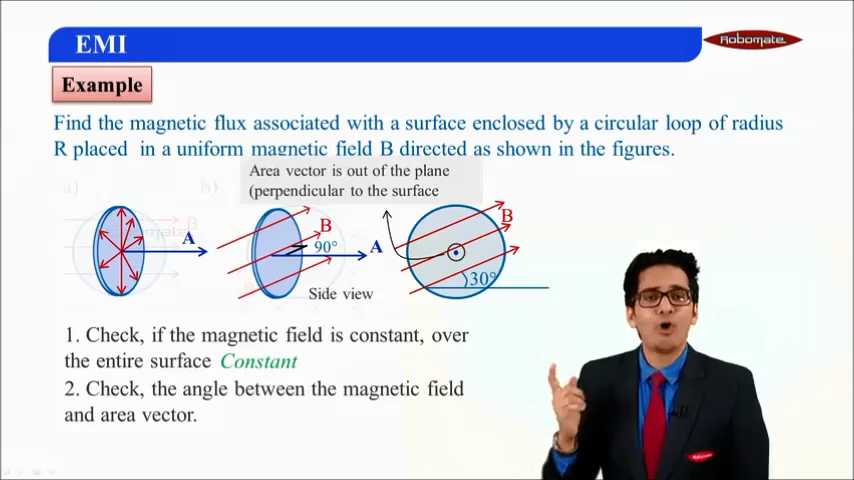 EMI
Robomate
Example
Find the magnetic flux associated with a surface enclosed by a circular loop of radius
R placed in a uniform magnetic field B directed as shown in the figures.
Area vector is out of the plane
(perpendicular to the surface
a)
b)
B
A
B
90°
A
B
30°
Side view
1. Check, if the magnetic field is constant, over
the entire surface Constant
2. Check, the angle between the magnetic field
and area vector.
Robomate